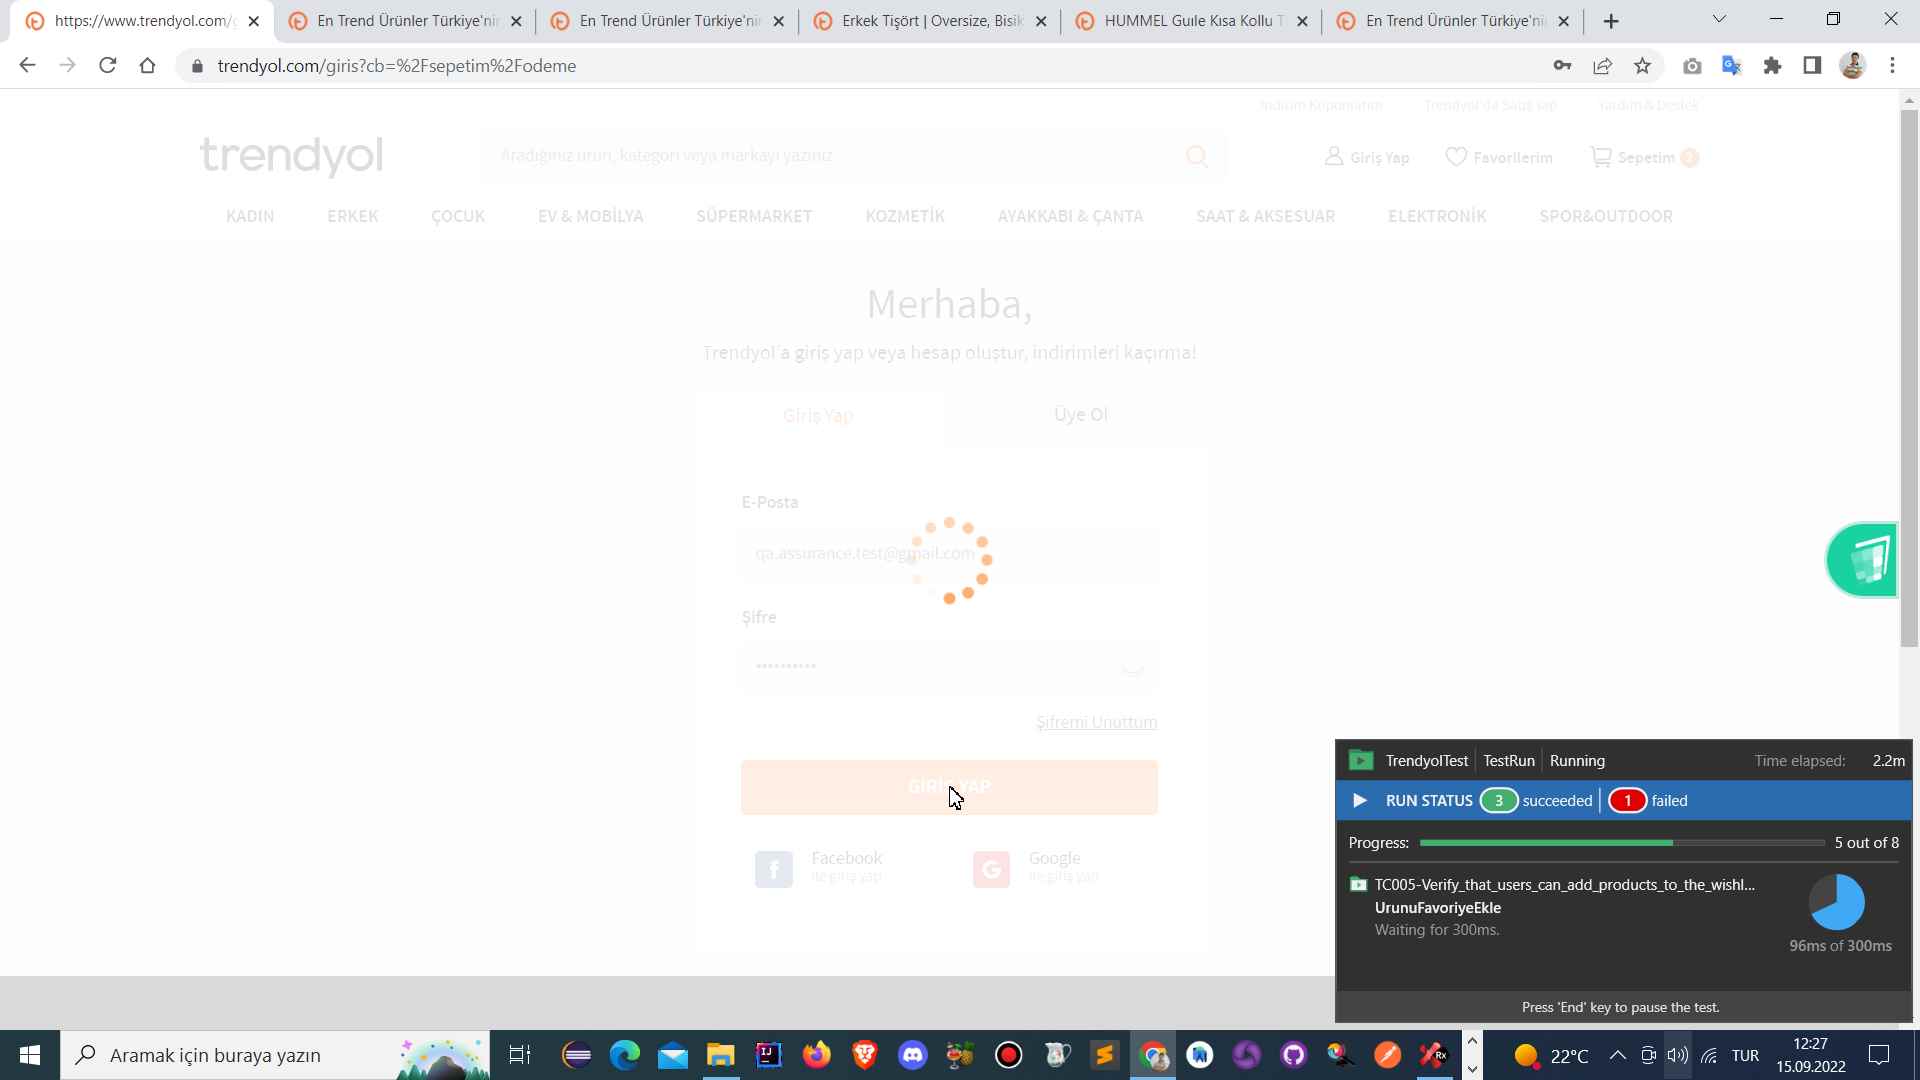 https://www.trendyol.com/g
En Trend Ürünler Türkiye'nin
En Trend Ürünler Türkiye'nin
Erkek Tişört | Oversize, Bisik
HUMMEL Guıle Kısa Kollu T
En Trend Ürünler Türkiye'nin
trendyol.com/giris?cb=%2Fsepetim%2Fodeme
İndirim Kuponlarım
Trendyol'da Satış Yap
Yardım & Destek
trendyol
Aradığınız ürün, kategori veya markayı yazınız
Giriş Yap
Favorilerim
Sepetim
KADIN ERKEK ÇOCUK EV & MOBİLYA SÜPERMARKET KOZMETİK AYAKKABI & ÇANTA SAAT & AKSESUAR ELEKTRONİK SPOR&OUTDOOR
Merhaba,
Trendyol'a giriş yap veya hesap oluştur, indirimleri kaçırma!
Giriş Yap
Üye Ol
E-Posta
qa.assurance.test@gmail.com
Şifre
••••••••••
Şifremi Unuttum
GİRİŞ YAP
Facebook
ile giriş yap
Google
ile giriş yap
TrendyolTest TestRun Running Time elapsed: 2.2m
RUN STATUS 3 succeeded 1 failed
Progress: 5 out of 8
TC005-Verify_that_users_can_add_products_to_the_wishl...
UrunuFavoriyeEkle
Waiting for 300ms.
96ms of 300ms
Press 'End' key to pause the test.
Aramak için buraya yazın
22°C
TUR
12:27
15.09.2022